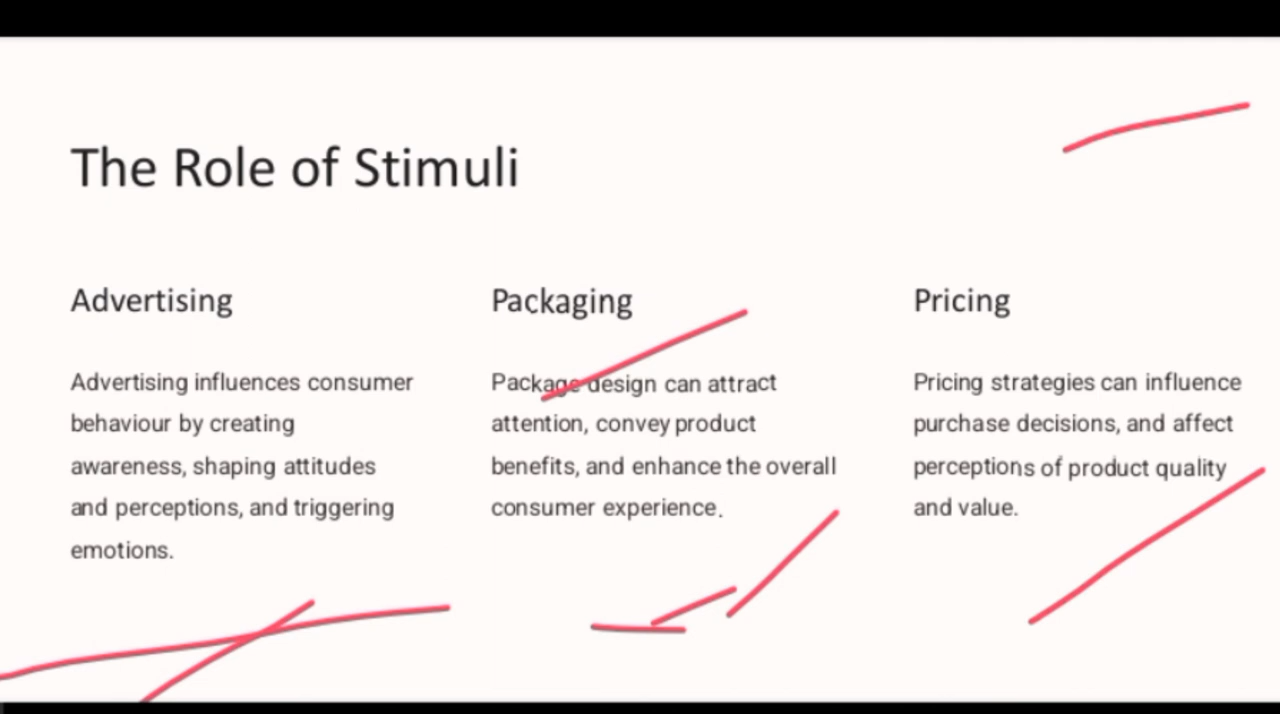 The Role of Stimuli
Advertising
Advertising influences consumer
behaviour by creating
awareness, shaping attitudes
and perceptions, and triggering
emotions.
Packaging
Package design can attract
attention, convey product
benefits, and enhance the overall
consumer experience.
Pricing
Pricing strategies can influence
purchase decisions, and affect
perceptions of product quality
and value.